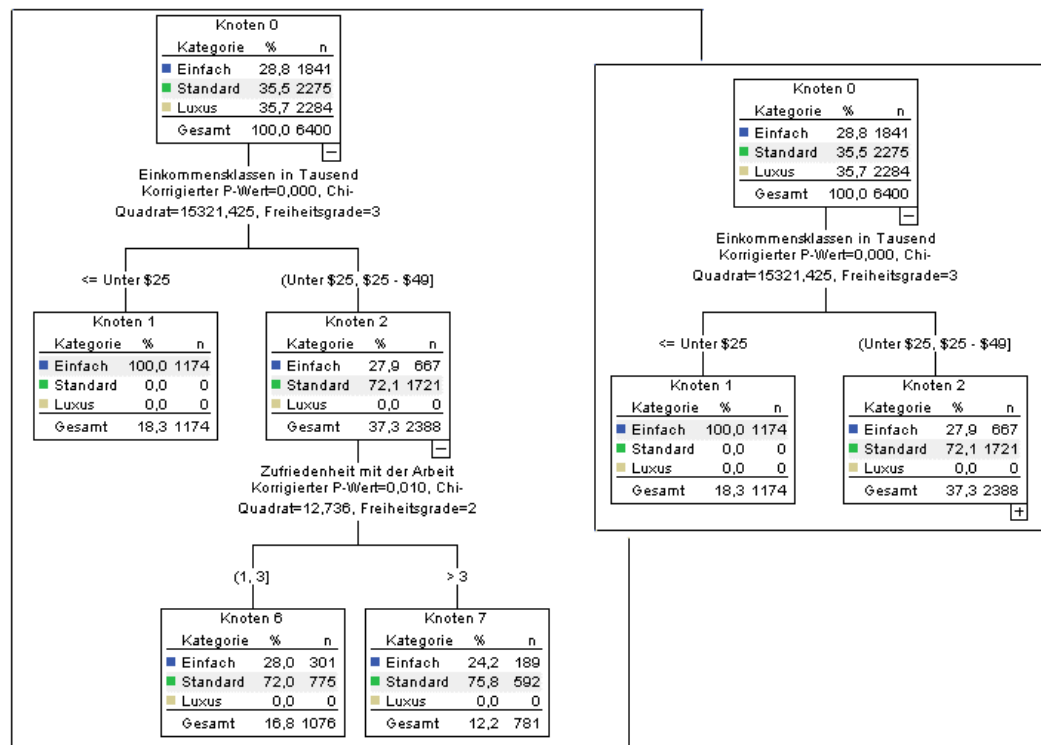 Knoten 0
Kategorie % n
Einfach 28,8 1841
Standard 35,5 2275
Luxus 35,7 2284
Gesamt 100,0 6400
Einkommensklassen in Tausend
Korrigierter P-Wert=0,000, Chi-
Quadrat=15321,425, Freiheitsgrade=3
<= Unter $25
(Unter $25, $25 - $49]
Knoten 1
Kategorie % n
Einfach 100,0 1174
Standard 0,0 0
Luxus 0,0 0
Gesamt 18,3 1174
Knoten 2
Kategorie % n
Einfach 27,9 667
Standard 72,1 1721
Luxus 0,0 0
Gesamt 37,3 2388
Zufriedenheit mit der Arbeit
Korrigierter P-Wert=0,010, Chi-
Quadrat=12,736, Freiheitsgrade=2
(1, 3]
> 3
Knoten 6
Kategorie % n
Einfach 28,0 301
Standard 72,0 775
Luxus 0,0 0
Gesamt 16,8 1076
Knoten 7
Kategorie % n
Einfach 24,2 189
Standard 75,8 592
Luxus 0,0 0
Gesamt 12,2 781
Knoten 0
Kategorie % n
Einfach 28,8 1841
Standard 35,5 2275
Luxus 35,7 2284
Gesamt 100,0 6400
Einkommensklassen in Tausend
Korrigierter P-Wert=0,000, Chi-
Quadrat=15321,425, Freiheitsgrade=3
<= Unter $25
(Unter $25, $25 - $49]
Knoten 1
Kategorie % n
Einfach 100,0 1174
Standard 0,0 0
Luxus 0,0 0
Gesamt 18,3 1174
Knoten 2
Kategorie % n
Einfach 27,9 667
Standard 72,1 1721
Luxus 0,0 0
Gesamt 37,3 2388